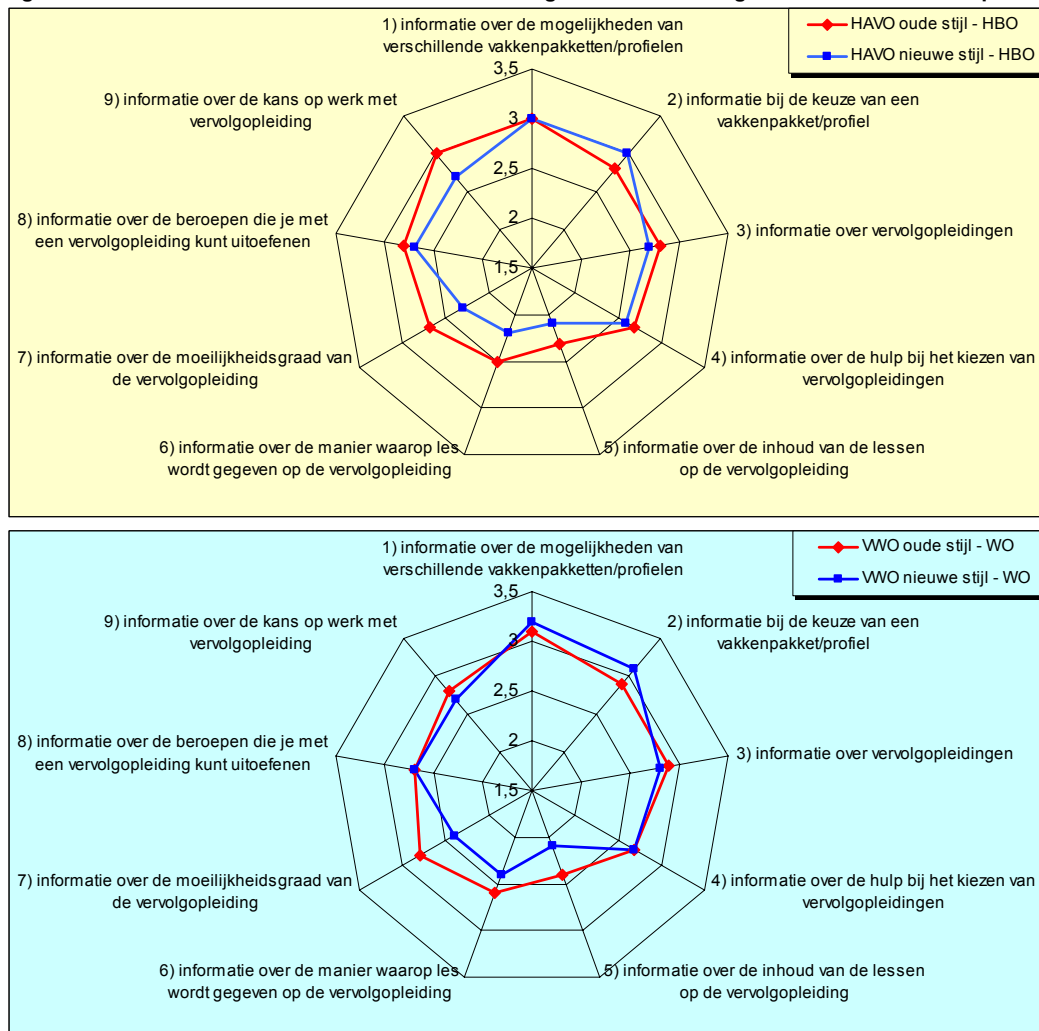 1) informatie over de mogelijkheden van
verschillende vakkenpakketten/profielen
HAVO oude stijl - HBO
HAVO nieuwe stijl - HBO
3,5
9) informatie over de kans op werk met
vervolgopleiding
2) informatie bij de keuze van een
vakkenpakket/profiel
3
2,5
8) informatie over de beroepen die je met
een vervolgopleiding kunt uitoefenen
2
3) informatie over vervolgopleidingen
1,5
7) informatie over de moeilijkheidsgraad van
de vervolgopleiding
4) informatie over de hulp bij het kiezen van
vervolgopleidingen
6) informatie over de manier waarop les
wordt gegeven op de vervolgopleiding
5) informatie over de inhoud van de lessen
op de vervolgopleiding
1) informatie over de mogelijkheden van
verschillende vakkenpakketten/profielen
VWO oude stijl - WO
VWO nieuwe stijl - WO
3,5
9) informatie over de kans op werk met
vervolgopleiding
2) informatie bij de keuze van een
vakkenpakket/profiel
3
2,5
8) informatie over de beroepen die je met
een vervolgopleiding kunt uitoefenen
2
3) informatie over vervolgopleidingen
1,5
7) informatie over de moeilijkheidsgraad van
de vervolgopleiding
4) informatie over de hulp bij het kiezen van
vervolgopleidingen
6) informatie over de manier waarop les
wordt gegeven op de vervolgopleiding
5) informatie over de inhoud van de lessen
op de vervolgopleiding